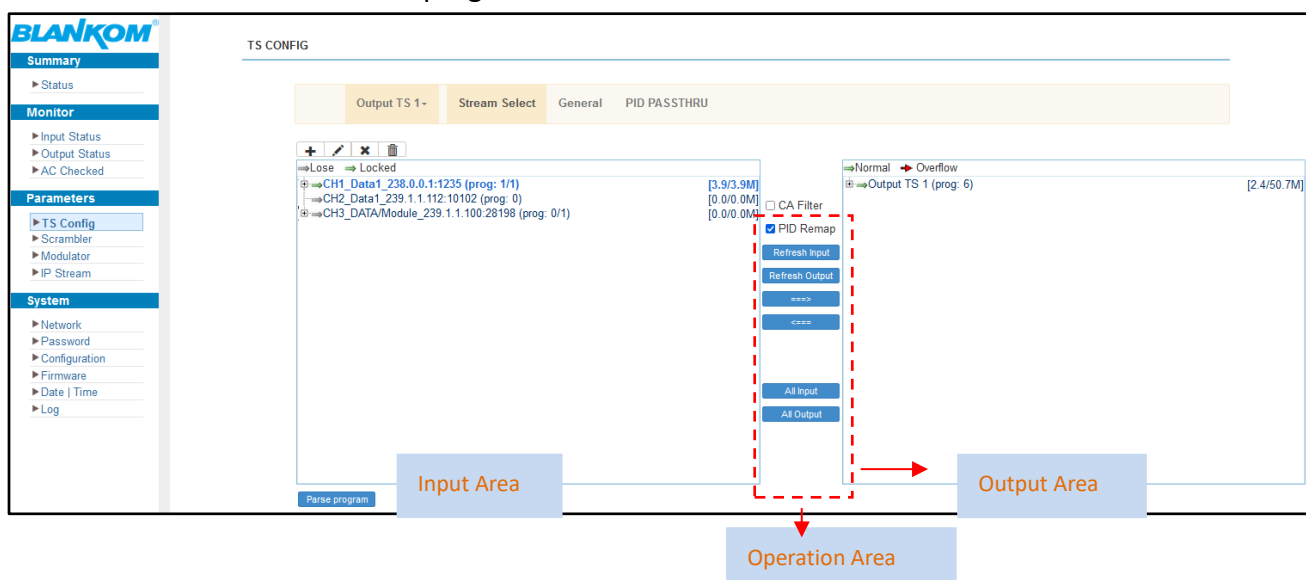 prog
BLANKOM®
TS CONFIG
Summary
Status
Output TS 1
Stream Select
General
PID PASSTHRU
Monitor
Input Status
Output Status
AC Checked
Lose
Locked
Normal
Overflow
CH1_Data1_238.0.0.1:1235 (prog: 1/1)
[3.9/3.9M]
CH2_Data1_239.1.1.112:10102 (prog: 0)
[0.0/0.0M]
CH3_DATA/Module_239.1.1.100:28198 (prog: 0/1)
[0.0/0.0M]
Output TS 1 (prog: 6)
[2.4/50.7M]
Parameters
TS Config
Scrambler
Modulator
IP Stream
CA Filter
PID Remap
Refresh Input
Refresh Output
===>
<===
All Input
All Output
System
Network
Password
Configuration
Firmware
Date | Time
Log
Parse program
Input Area
Output Area
Operation Area